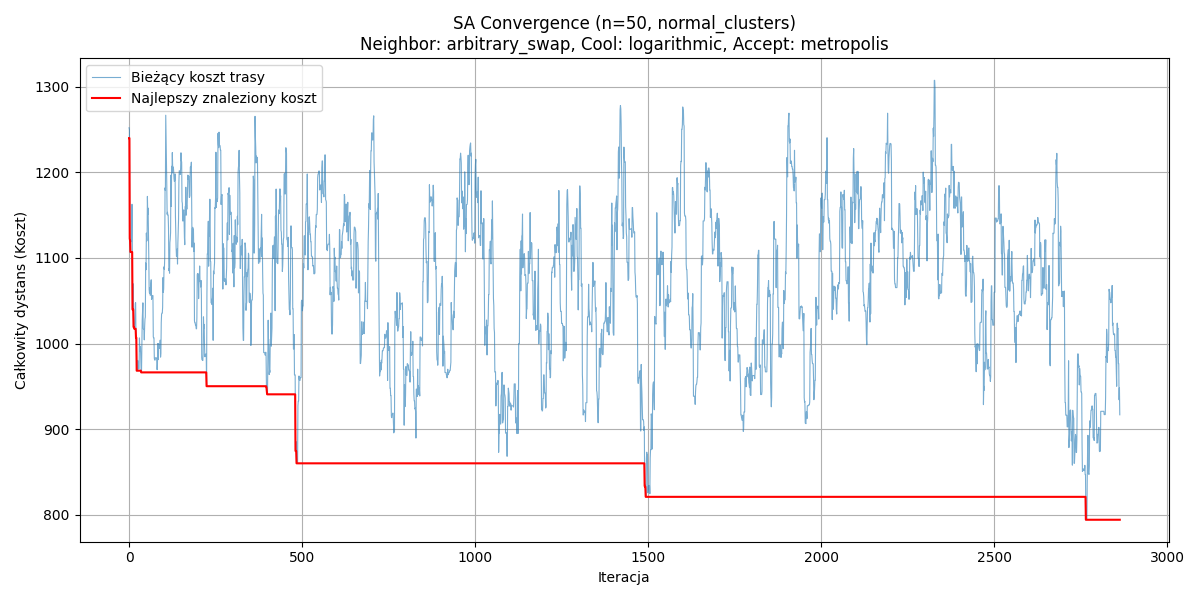 SA Convergence (n=50, normal_clusters)
Neighbor: arbitrary_swap, Cool: logarithmic, Accept: metropolis
Bieżący koszt trasy
Najlepszy znaleziony koszt
Całkowity dystans (Koszt)
1300
1200
1100
1000
900
800
0
500
1000
1500
2000
2500
3000
Iteracja